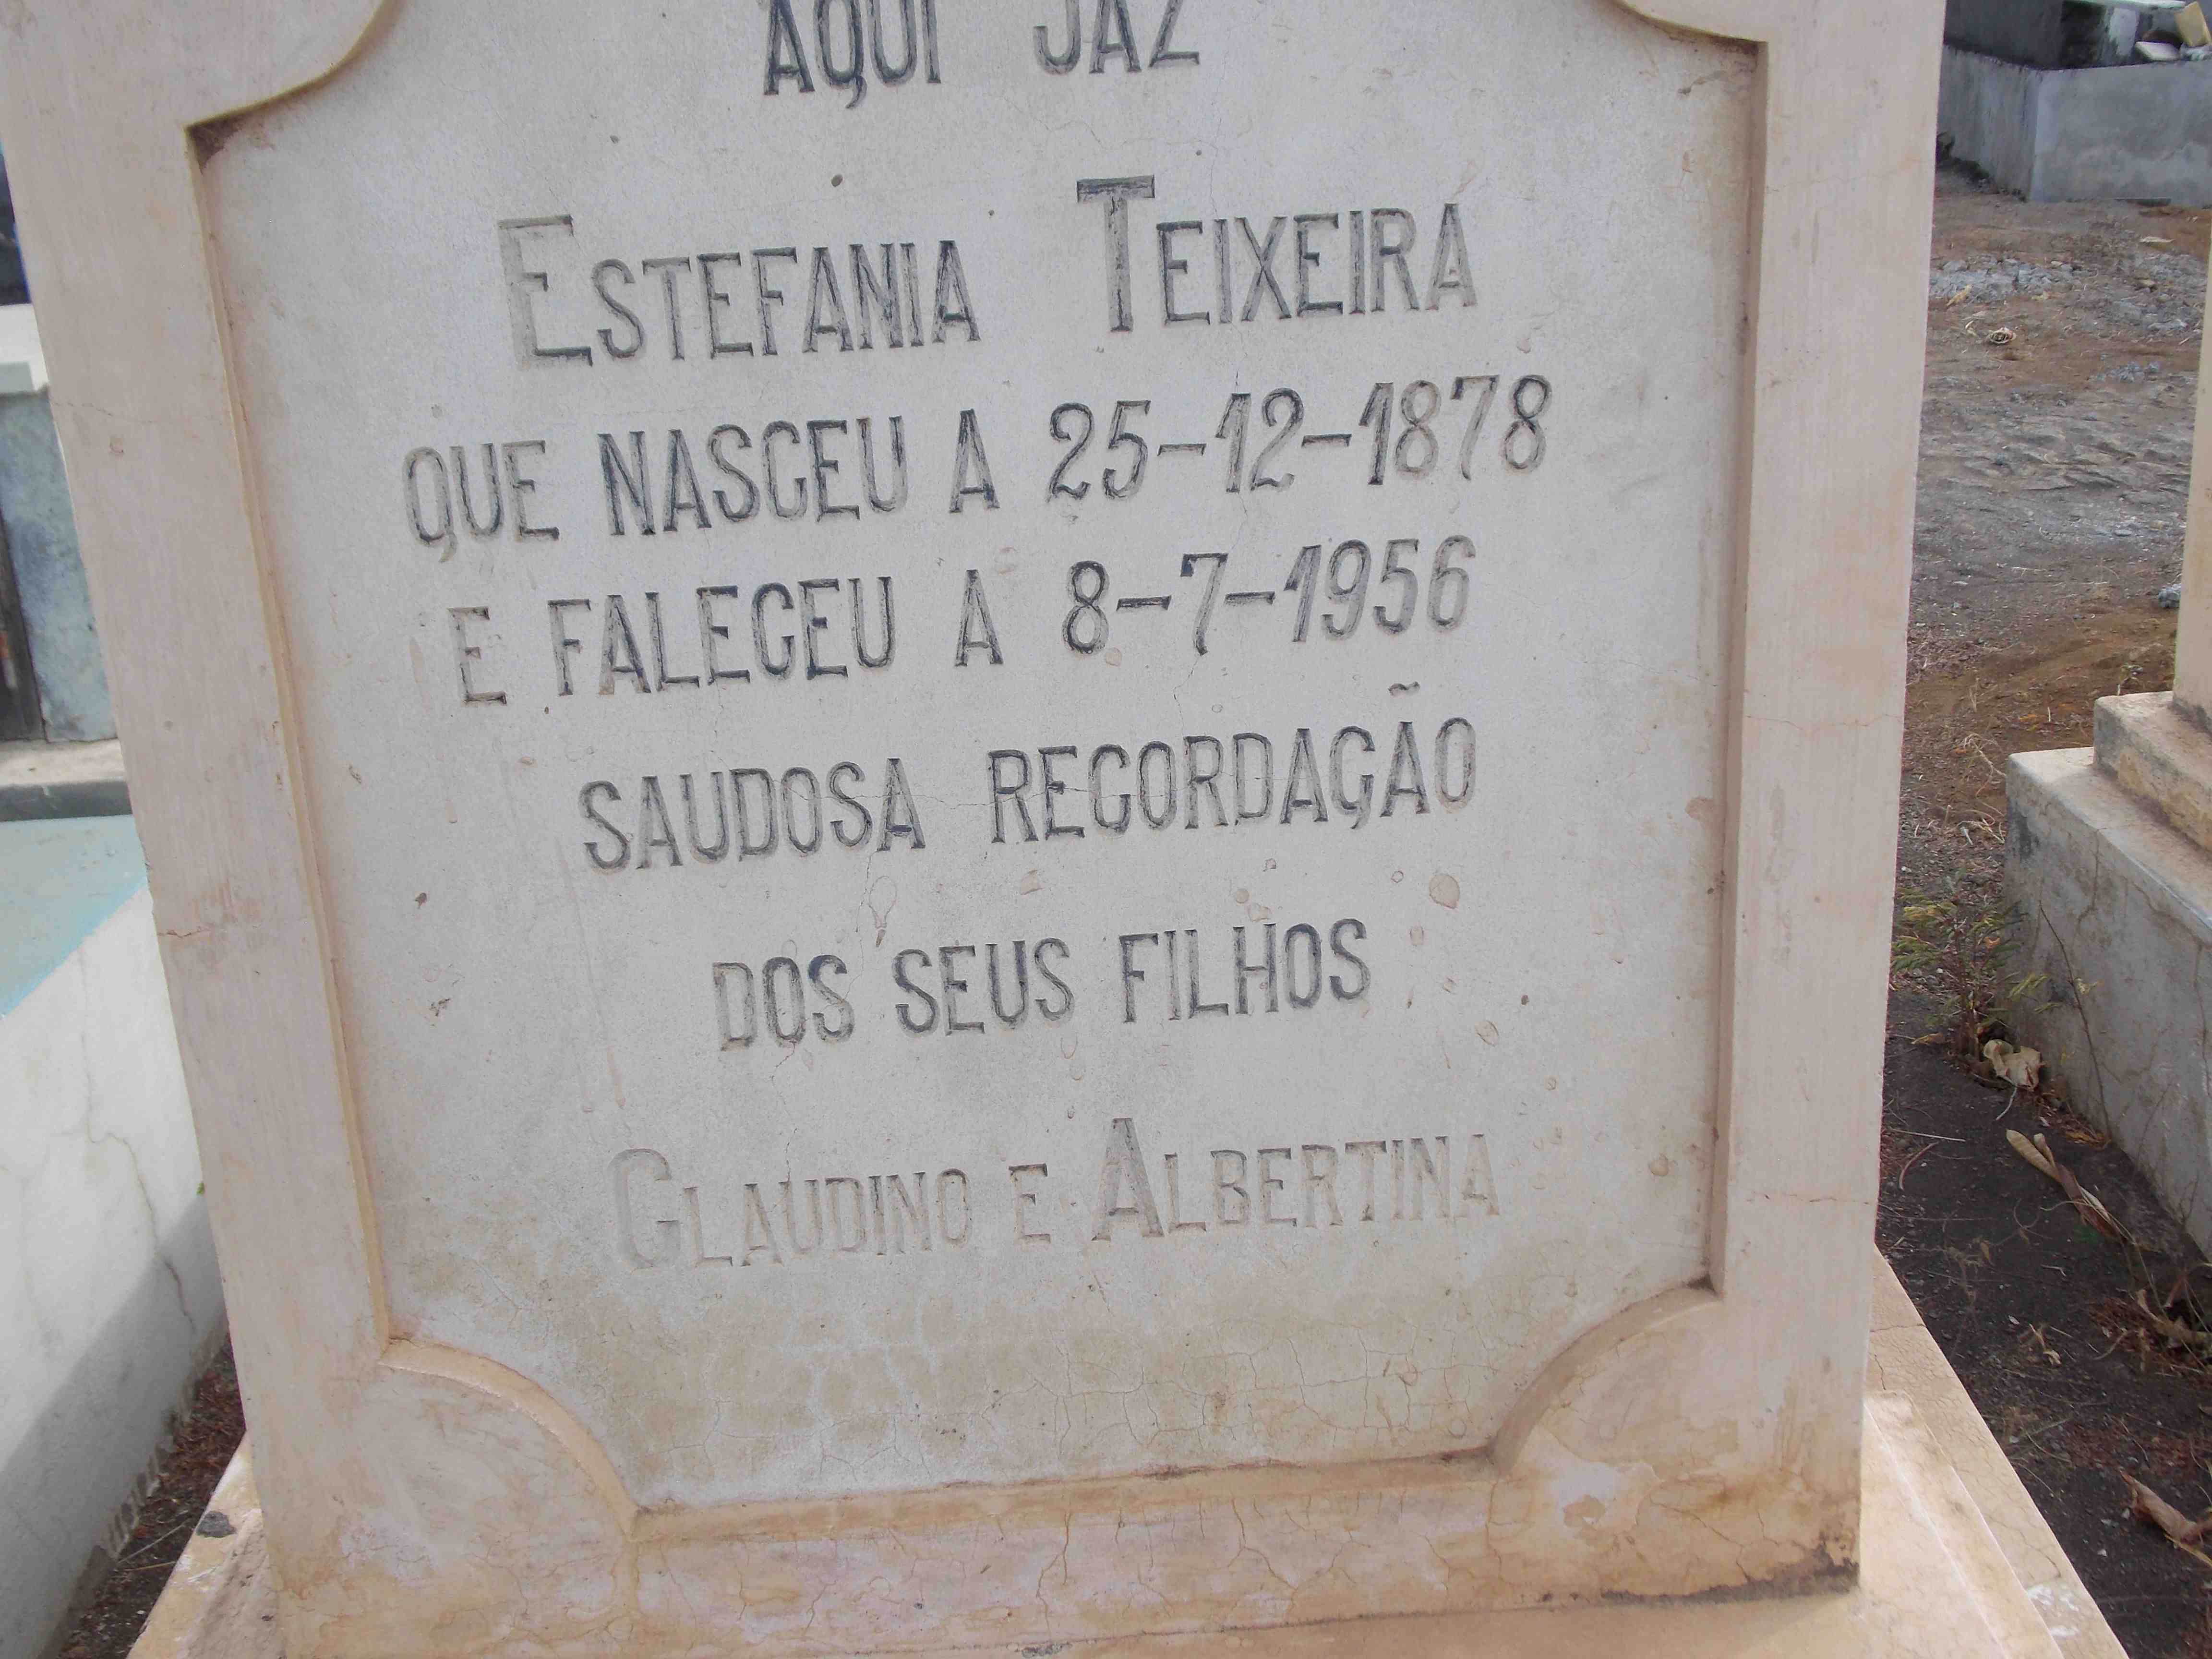 AQUI JAZ
ESTEFANIA TEIXEIRA
QUE NASCEU A 25-12-1878
E FALECEU A 8-7-1956
SAUDOSA RECORDAÇÃO
DOS SEUS FILHOS
CLAUDINO E ALBERTINA